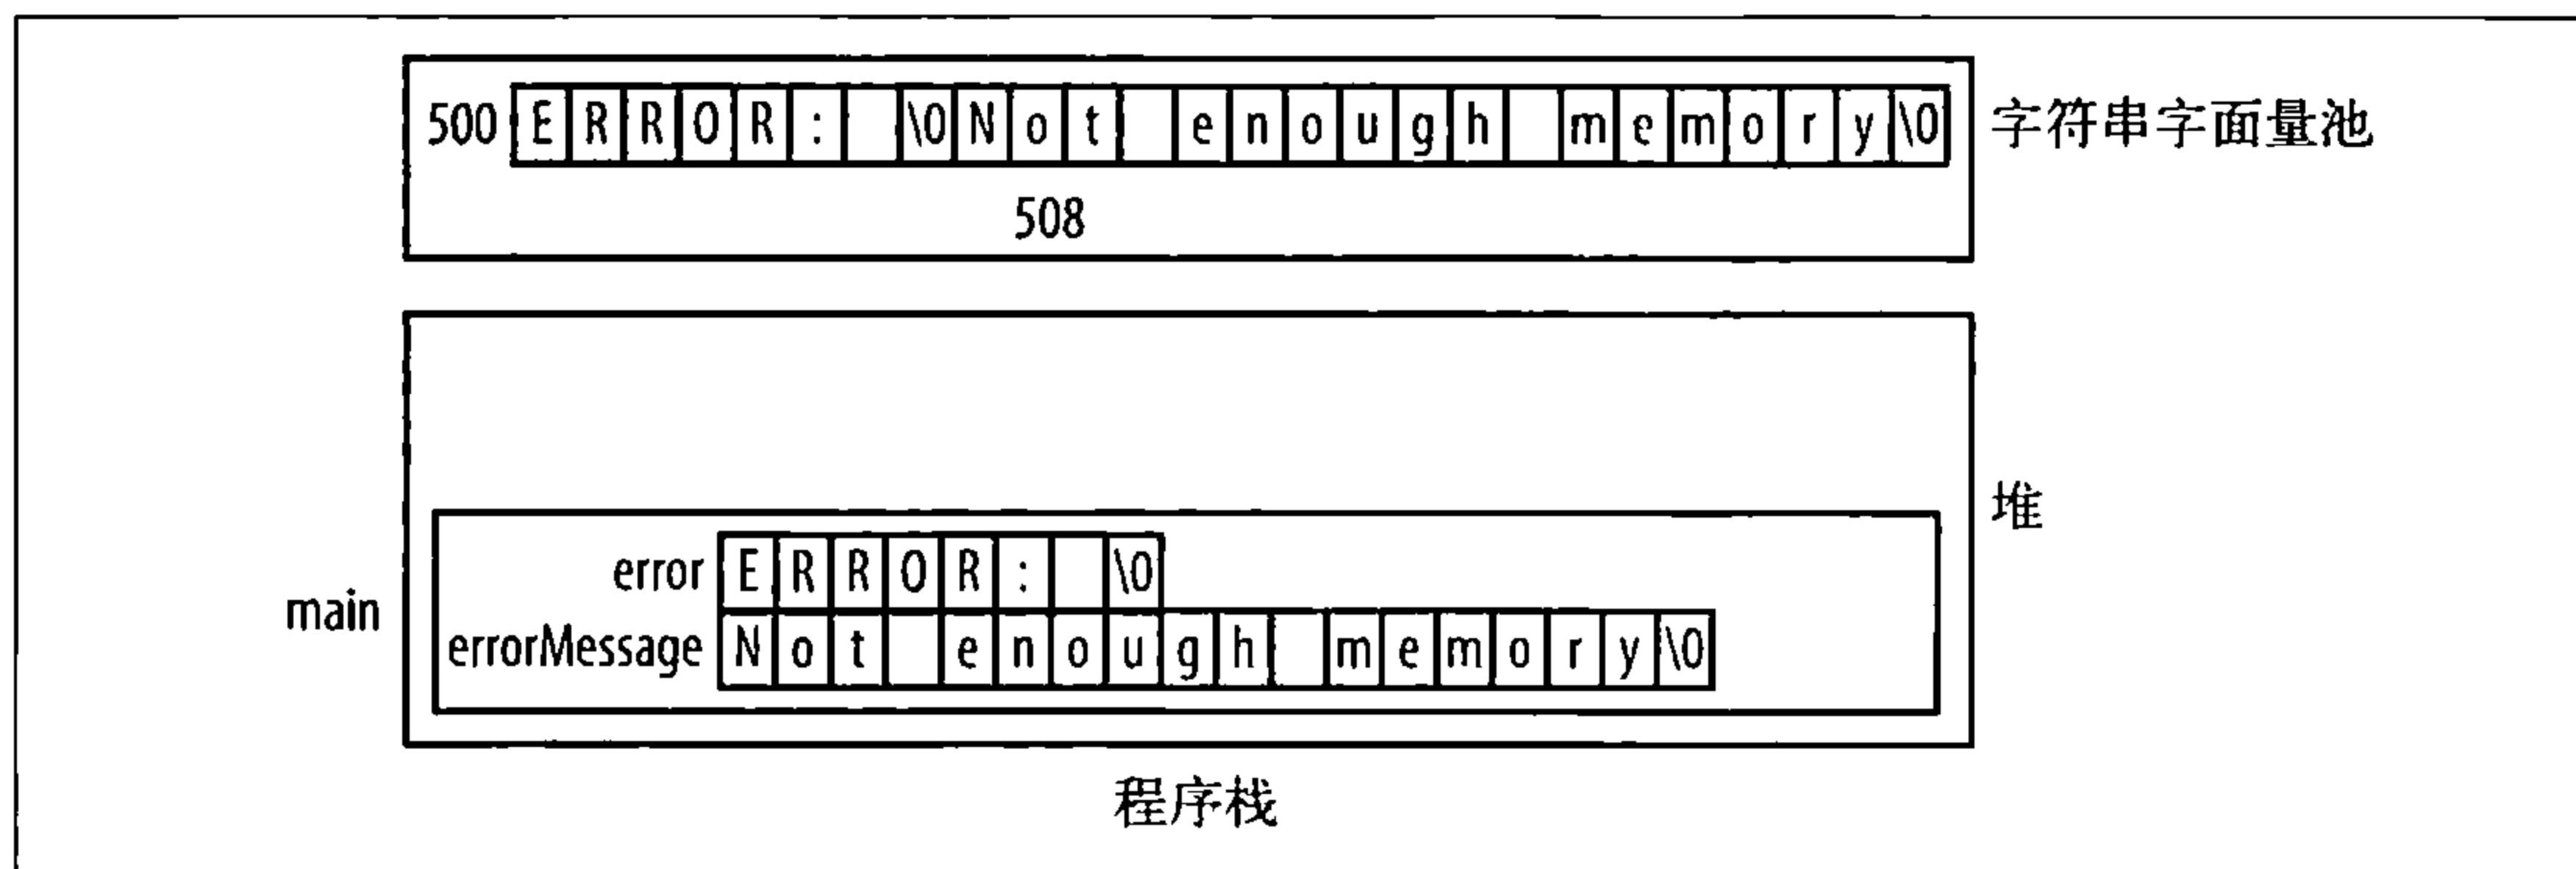 500 E R R O R : \0 N o t e n o u g h m e m o r y \0 字符串字面量池
508
堆
error E R R O R : \0
main
errorMessage N o t e n o u g h m e m o r y \0
程序栈